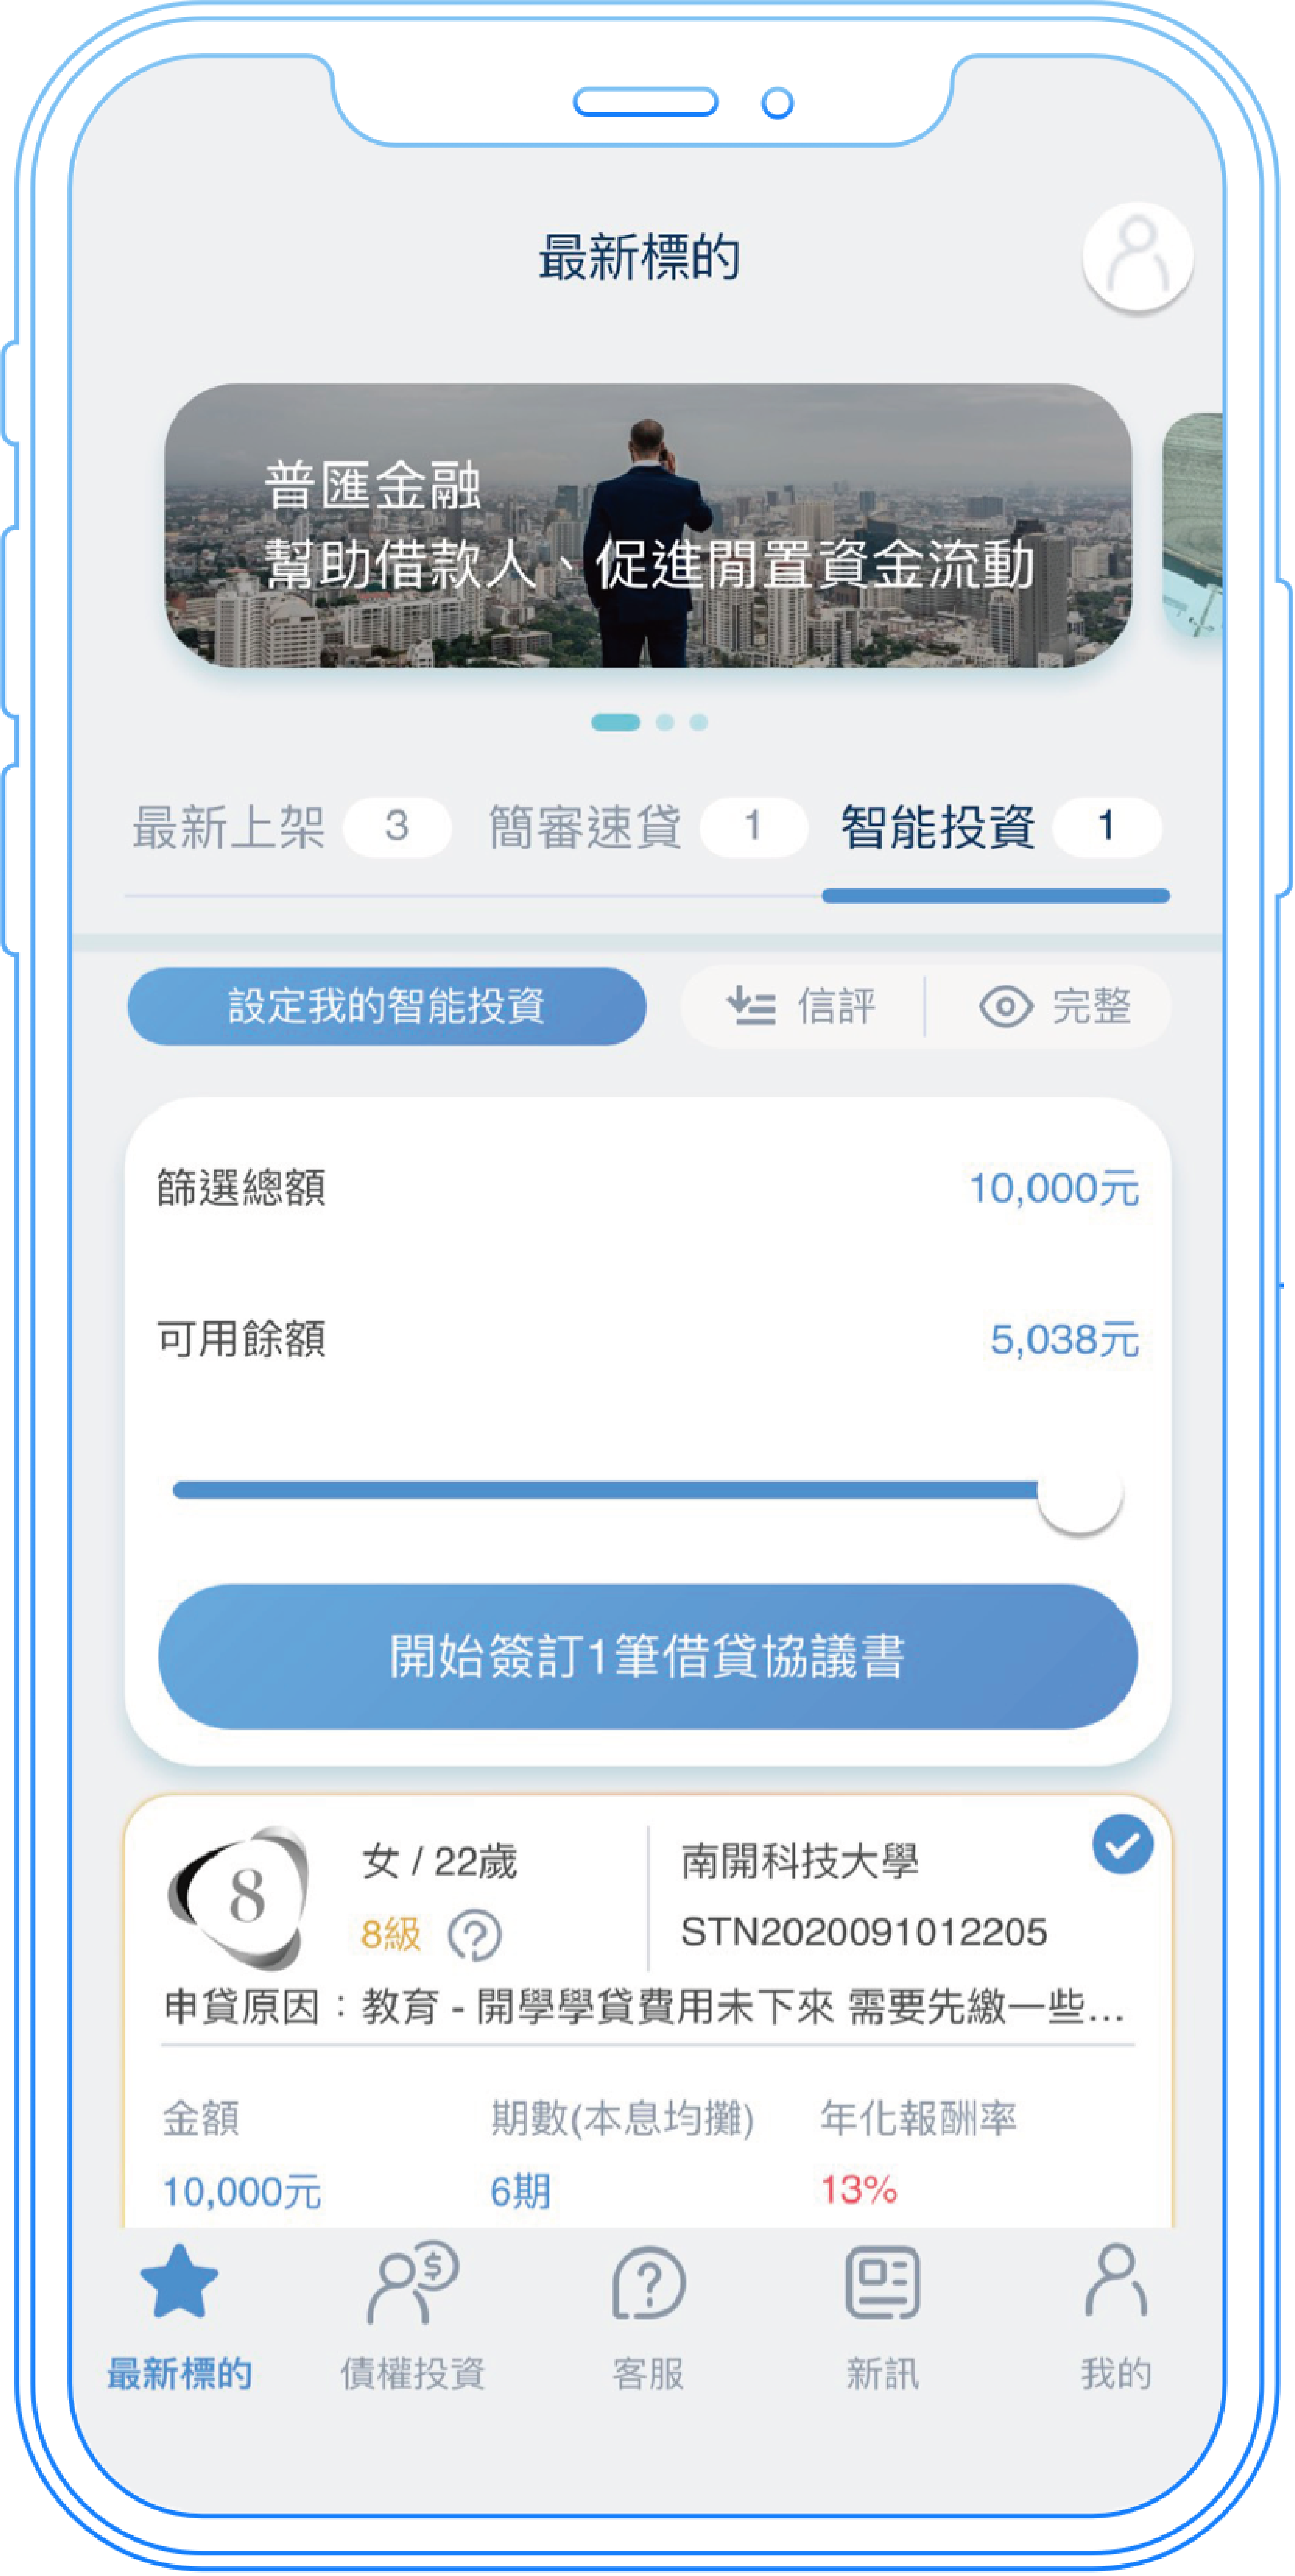 最新標的
普匯金融
幫助借款人、促進閒置資金流動
最新上架 3 簡審速貸 1 智能投資 1
設定我的智能投資 信評 完整
篩選總額 10,000元
可用餘額 5,038元
開始簽訂1筆借貸協議書
8 女 / 22歲 南開科技大學
8級 STN2020091012205
申貸原因：教育 - 開學學貸費用未下來 需要先繳一些...
金額 期數(本息均攤) 年化報酬率
10,000元 6期 13%
最新標的 債權投資 客服 新訊 我的